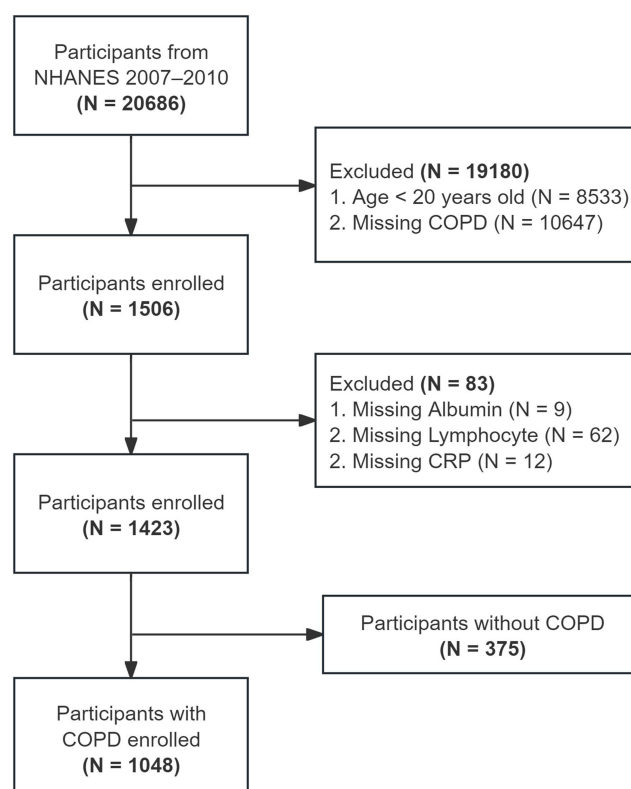 Participants from
NHANES 2007–2010
(N = 20686)
Excluded (N = 19180)
1. Age < 20 years old (N = 8533)
2. Missing COPD (N = 10647)
Participants enrolled
(N = 1506)
Excluded (N = 83)
1. Missing Albumin (N = 9)
2. Missing Lymphocyte (N = 62)
2. Missing CRP (N = 12)
Participants enrolled
(N = 1423)
Participants without COPD
(N = 375)
Participants with
COPD enrolled
(N = 1048)